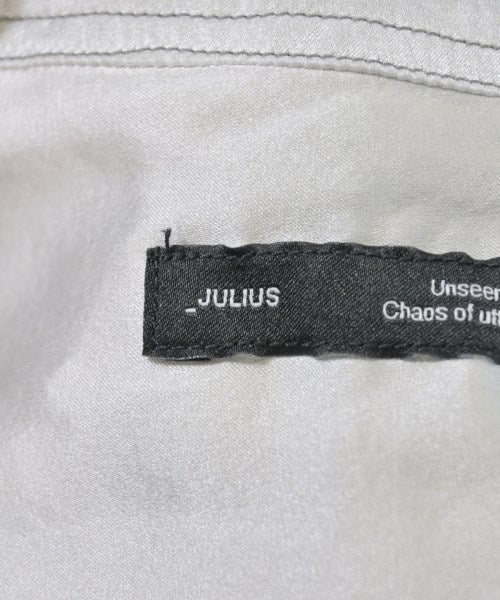 _JULIUS
Unseen
Chaos of